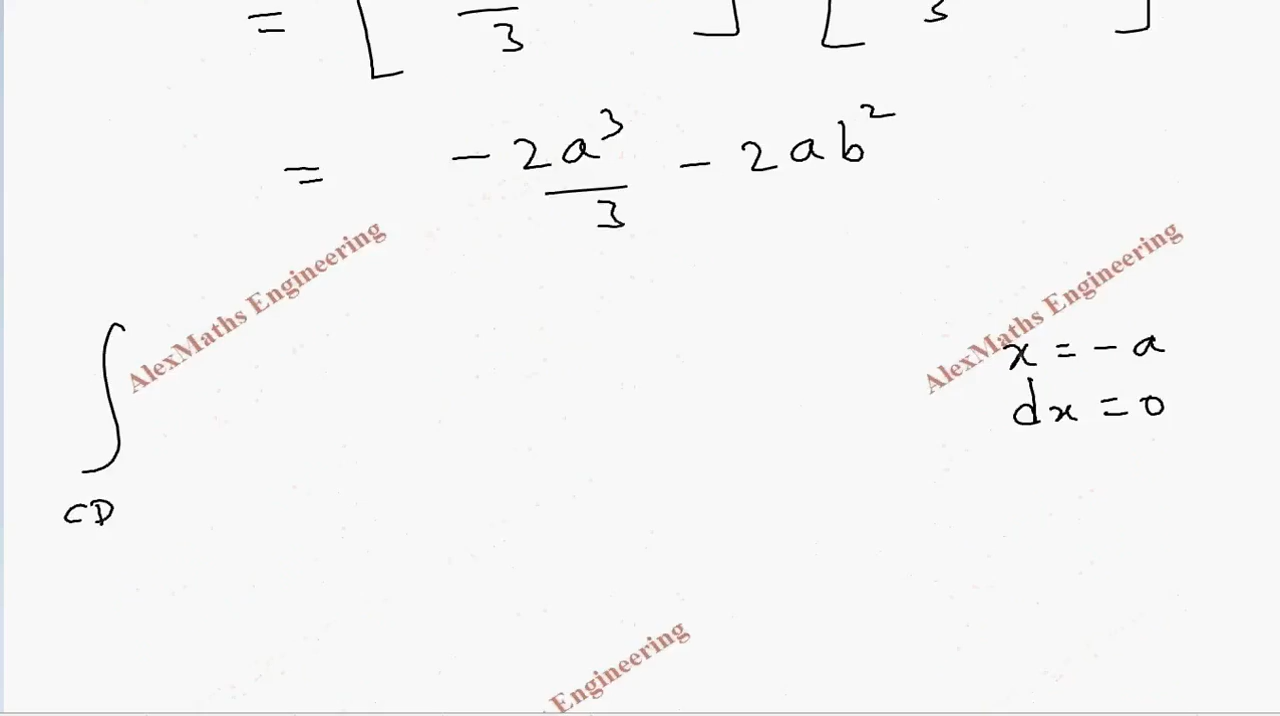 = [ 3 ] [ 3 ]
= - 2a³/3 - 2ab²
AlexMaths Engineering
AlexMaths Engineering
∫
x = - a
dx = 0
CD
Engineering